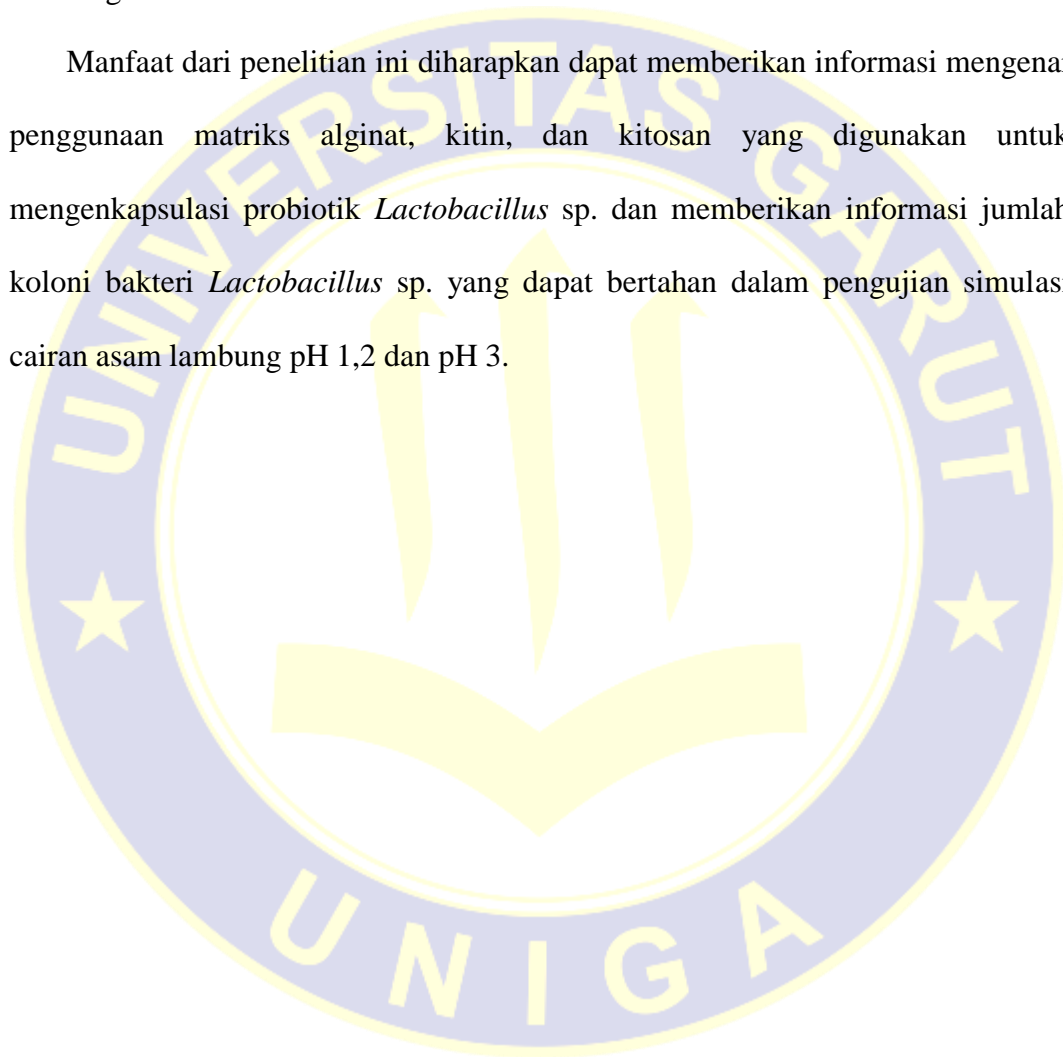 UNIVERSITAS GARUT
Manfaat dari penelitian ini diharapkan dapat memberikan informasi mengenai
penggunaan matriks alginat, kitin, dan kitosan yang digunakan untuk
mengenkapsulasi probiotik Lactobacillus sp. dan memberikan informasi jumlah
koloni bakteri Lactobacillus sp. yang dapat bertahan dalam pengujian simulasi
cairan asam lambung pH 1,2 dan pH 3.
UNIGA